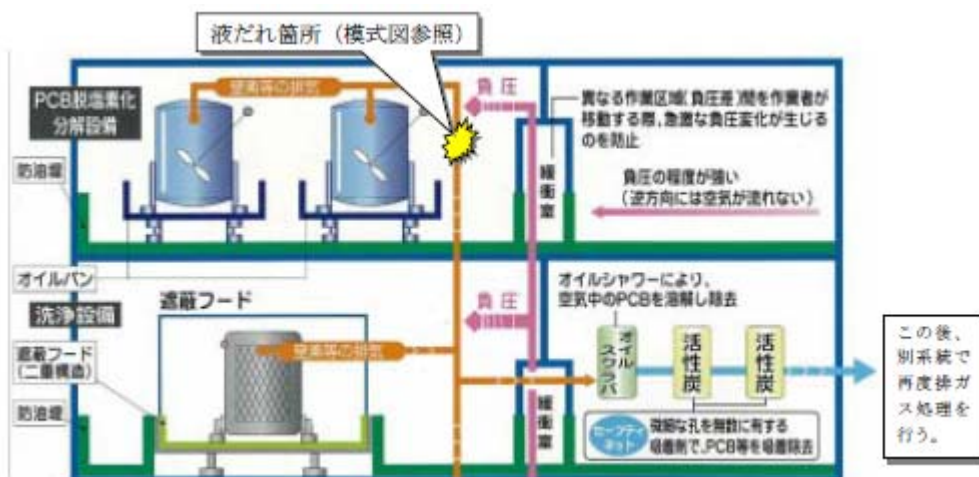 液だれ箇所（模式図参照）
PCB脱塩素化
分解設備
窒素等の排気
負圧
異なる作業区域（負圧差）間を作業者が
移動する際、急激な負圧変化が生じる
のを防止
防油堤
緩衝室
負圧の程度が強い
（逆方向には空気が流れない）
オイルパン
洗浄設備
遮蔽フード
負圧
オイルシャワーにより、
空気中のPCBを溶解し除去
遮蔽フード
（二重構造）
窒素等の排気
オイルスクラバ
活性炭
活性炭
この後、
別系統で
再度排ガ
ス処理を
行う。
防油堤
緩衝室
セーフティネット
微細な孔を無数に有する
吸着剤で、PCB等を吸着除去